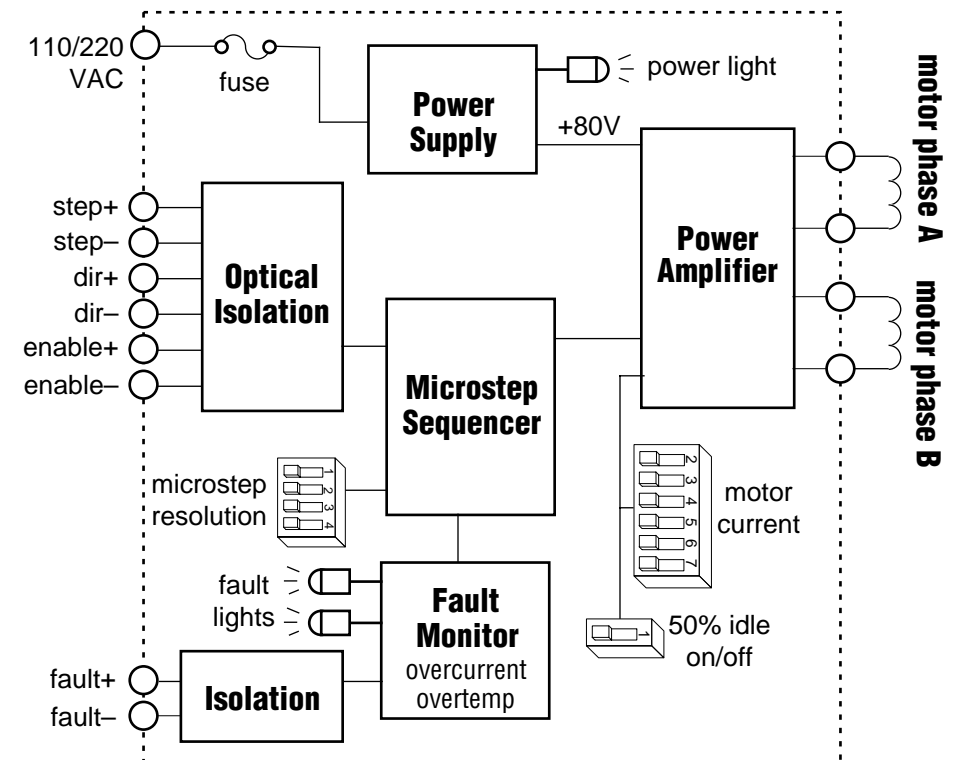 110/220
VAC
fuse
Power
Supply
power light
+80V
motor phase A
step+
step–
dir+
dir–
enable+
enable–
Optical
Isolation
Power
Amplifier
motor phase B
Microstep
Sequencer
microstep
resolution
1
2
3
4
2
3
4
5
6
7
motor
current
fault
lights
Fault
Monitor
overcurrent
overtemp
1
50% idle
on/off
fault+
fault–
Isolation